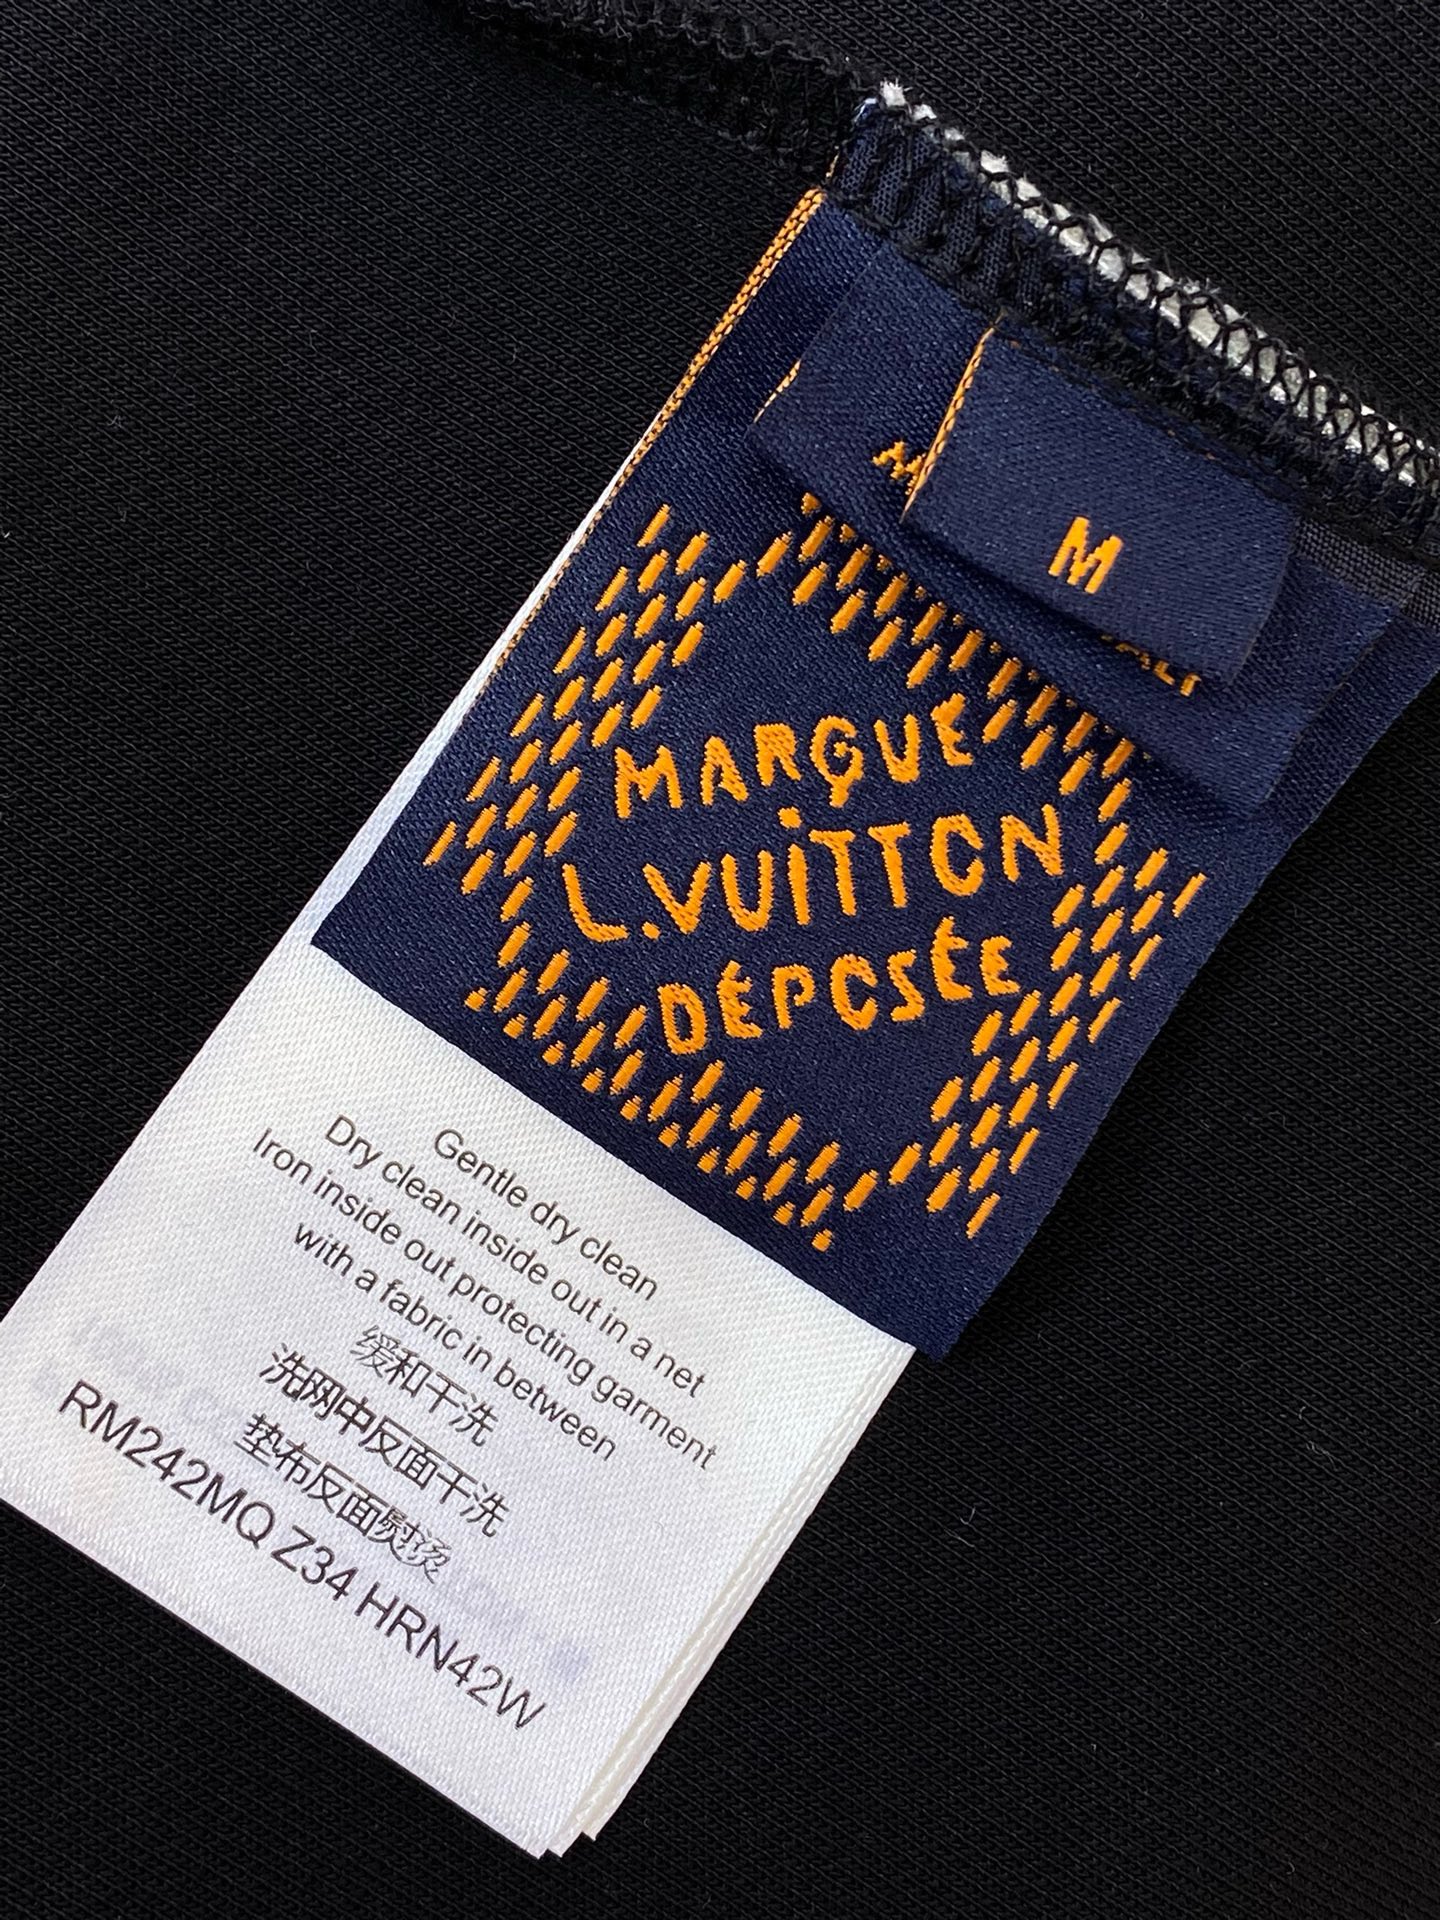 M
MARQUE
L.VUITTON
DÉPOSÉE
Gentle dry clean
Dry clean inside out in a net
Iron inside out protecting garment
with a fabric in between
缓和干洗
洗网中反面干洗
垫布反面熨烫
RM242MQ Z34 HRN42W